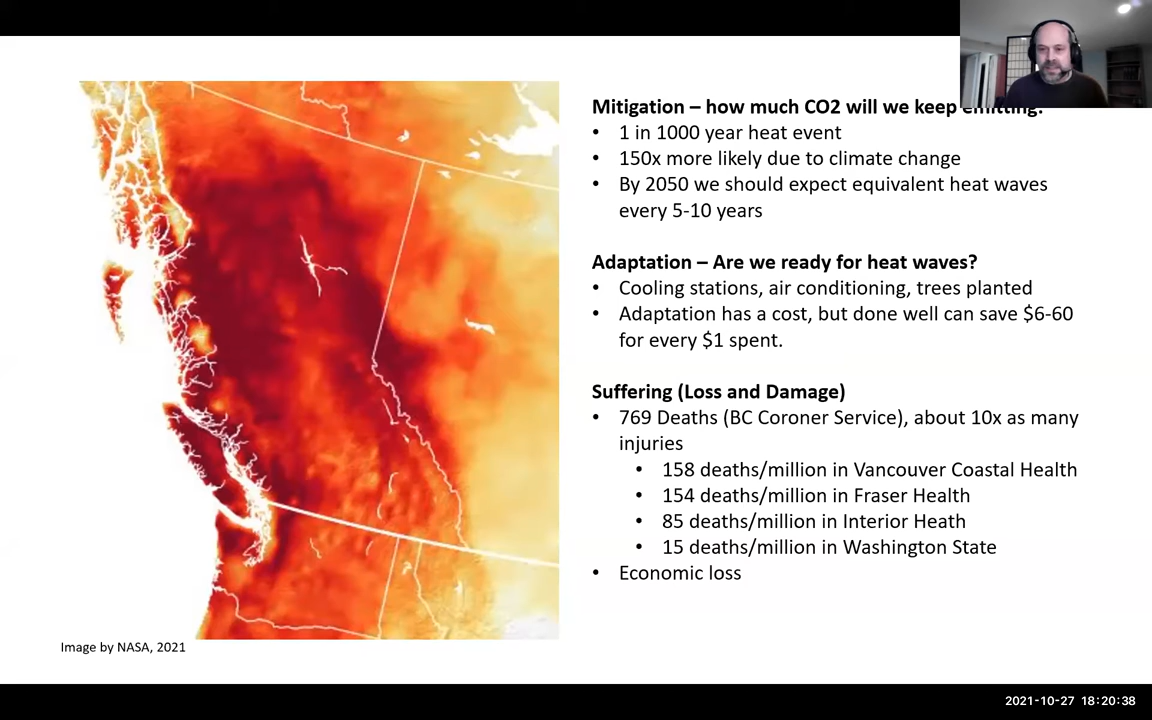 Mitigation – how much CO2 will we keep emitting?
• 1 in 1000 year heat event
• 150x more likely due to climate change
• By 2050 we should expect equivalent heat waves
every 5-10 years
Adaptation – Are we ready for heat waves?
• Cooling stations, air conditioning, trees planted
• Adaptation has a cost, but done well can save $6-60
for every $1 spent.
Suffering (Loss and Damage)
• 769 Deaths (BC Coroner Service), about 10x as many
injuries
• 158 deaths/million in Vancouver Coastal Health
• 154 deaths/million in Fraser Health
• 85 deaths/million in Interior Heath
• 15 deaths/million in Washington State
• Economic loss
Image by NASA, 2021
2021-10-27 18:20:38